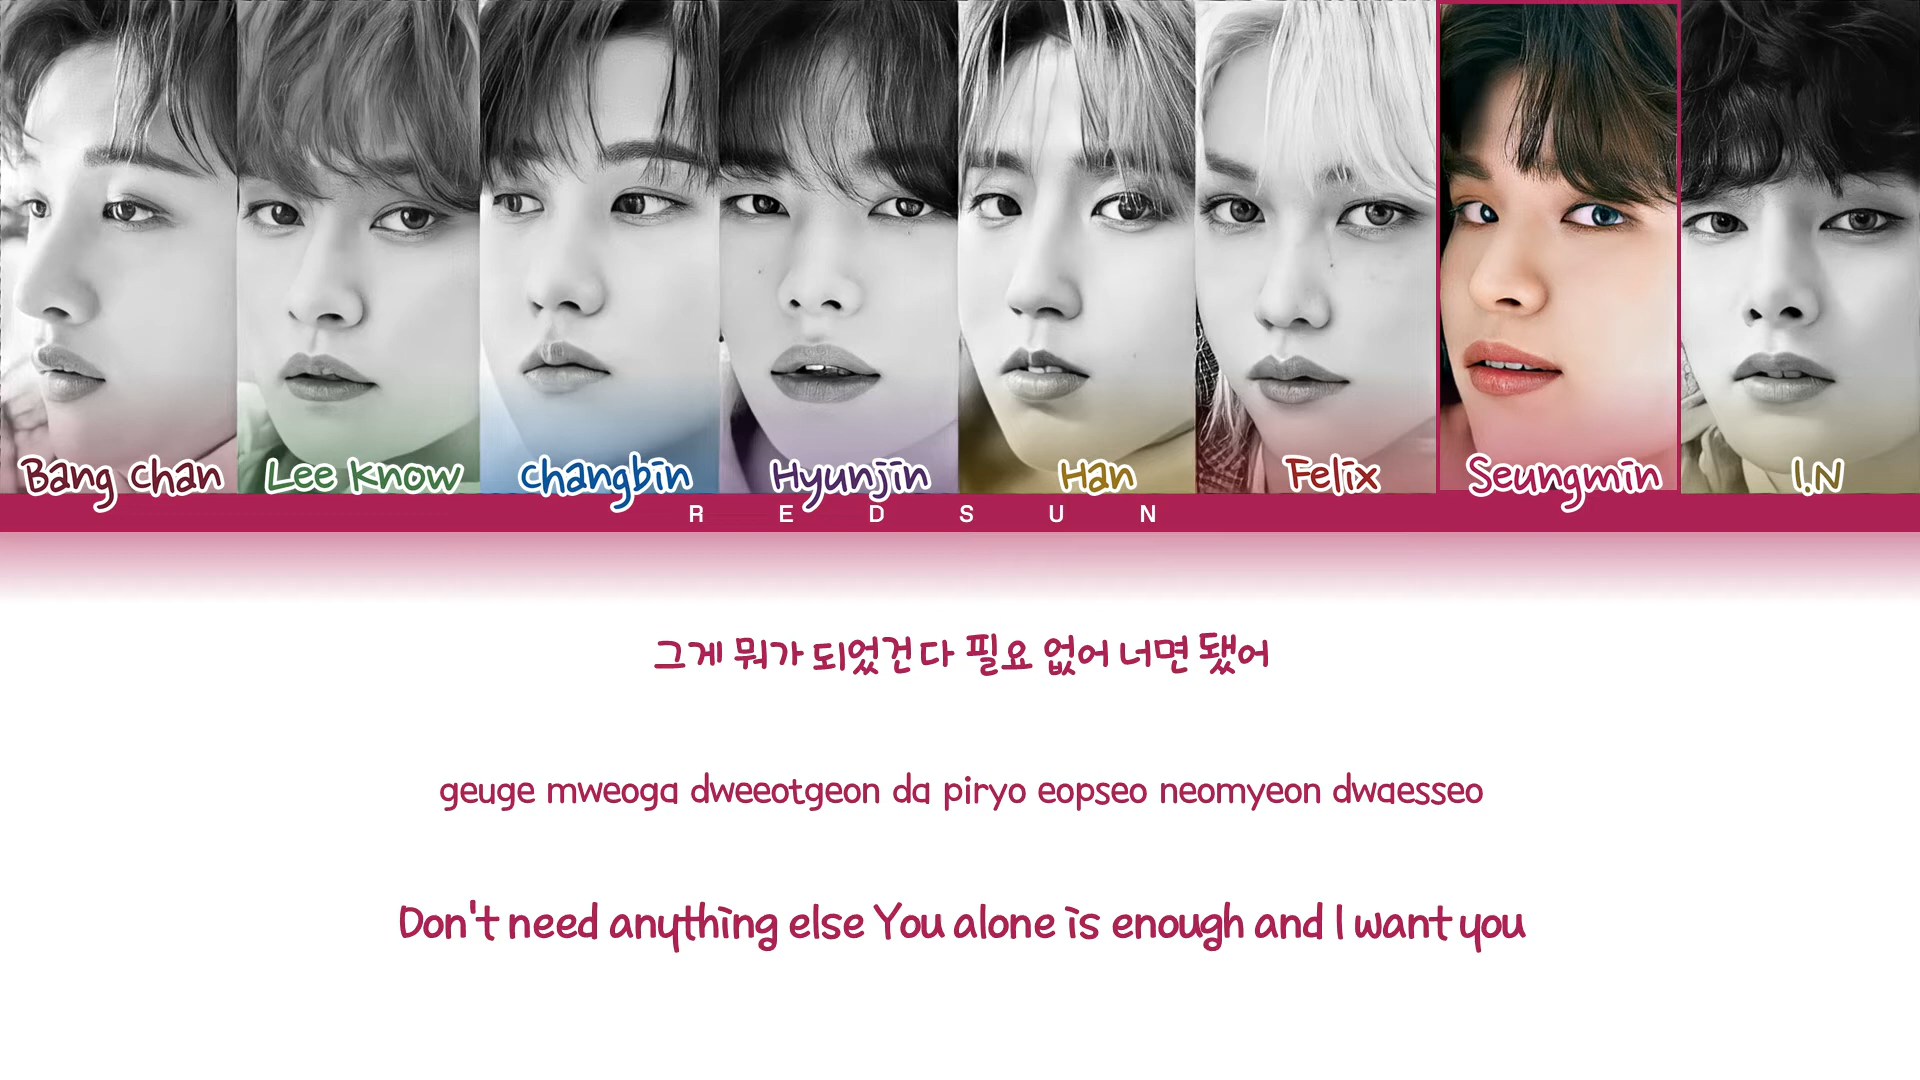 Bang Chan Lee Know Changbin Hyunjin Han Felix Seungmin I.N
REDSUN
그게 뭐가 되었건 다 필요 없어 너면 됐어
geuge mweoga dweeotgeon da piryo eopseo neomyeon dwaesseo
Don't need anything else You alone is enough and I want you